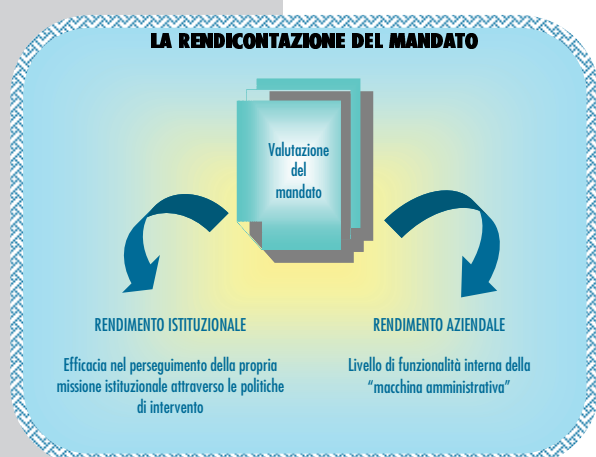 LA RENDICONTAZIONE DEL MANDATO
Valutazione
del
mandato
RENDIMENTO ISTITUZIONALE
Efficacia nel perseguimento della propria
missione istituzionale attraverso le politiche
di intervento
RENDIMENTO AZIENDALE
Livello di funzionalità interna della
“macchina amministrativa”